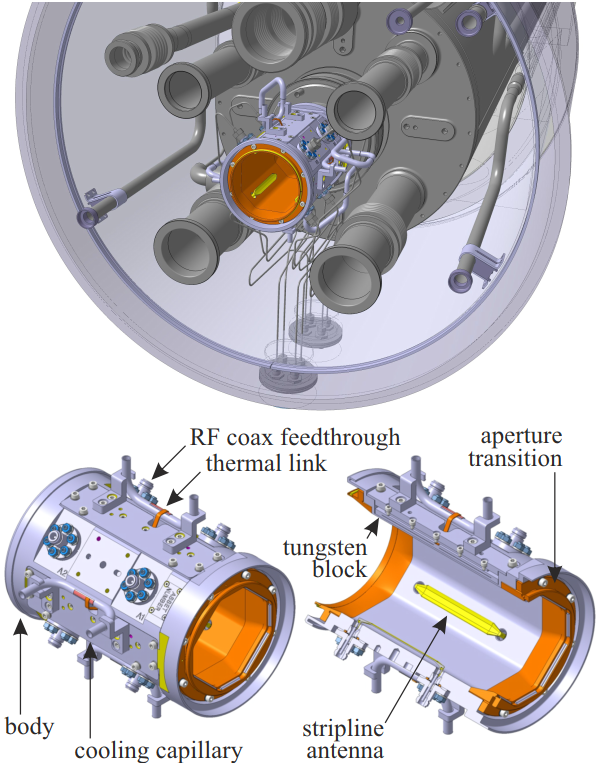 RF coax feedthrough
thermal link
aperture
transition
tungsten
block
body
cooling capillary
stripline
antenna